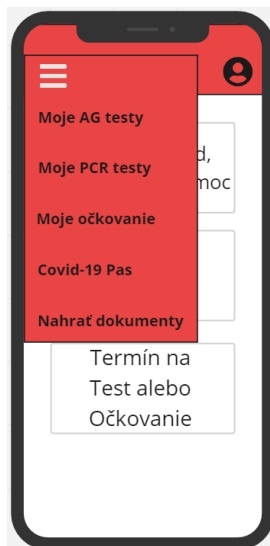 Moje AG testy
d,
Moje PCR testy
moc
Moje očkovanie
Covid-19 Pas
Nahrať dokumenty
Termín na
Test alebo
Očkovanie